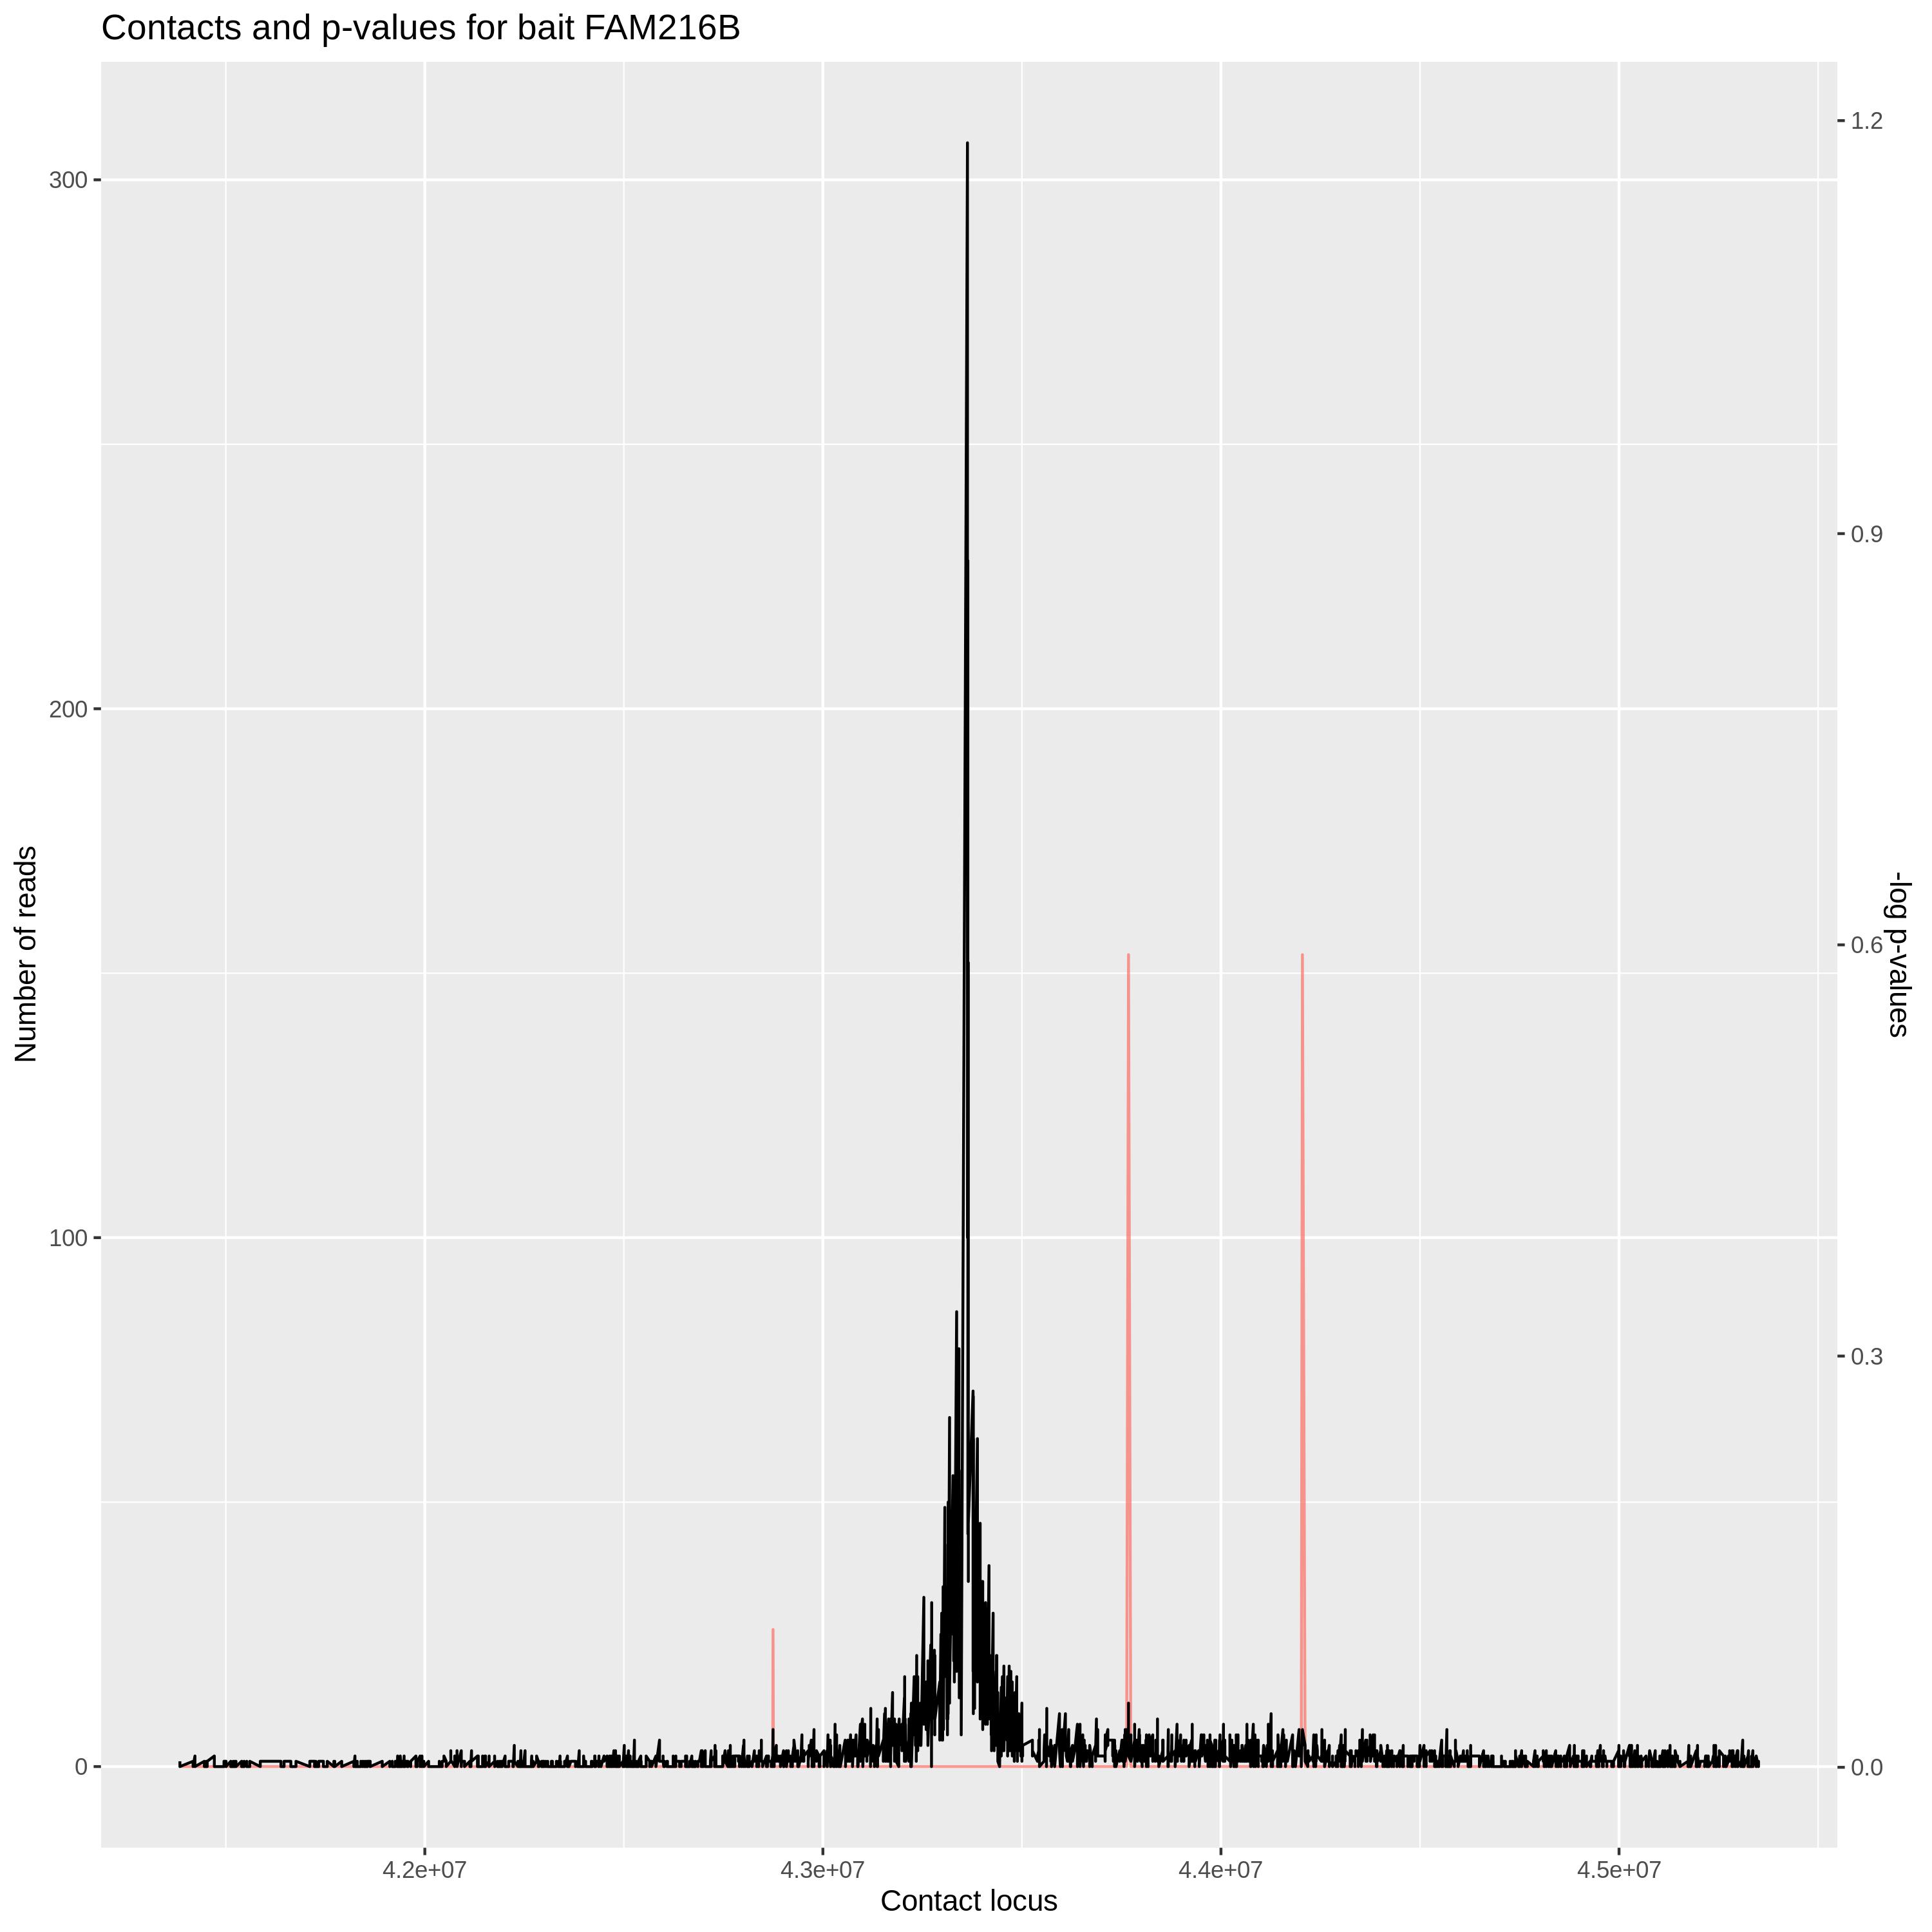 Contacts and p-values for bait FAM216B
300
200
100
0
Number of reads
1.2
0.9
0.6
0.3
0.0
-log p-values
4.2e+07
4.3e+07
4.4e+07
4.5e+07
Contact locus